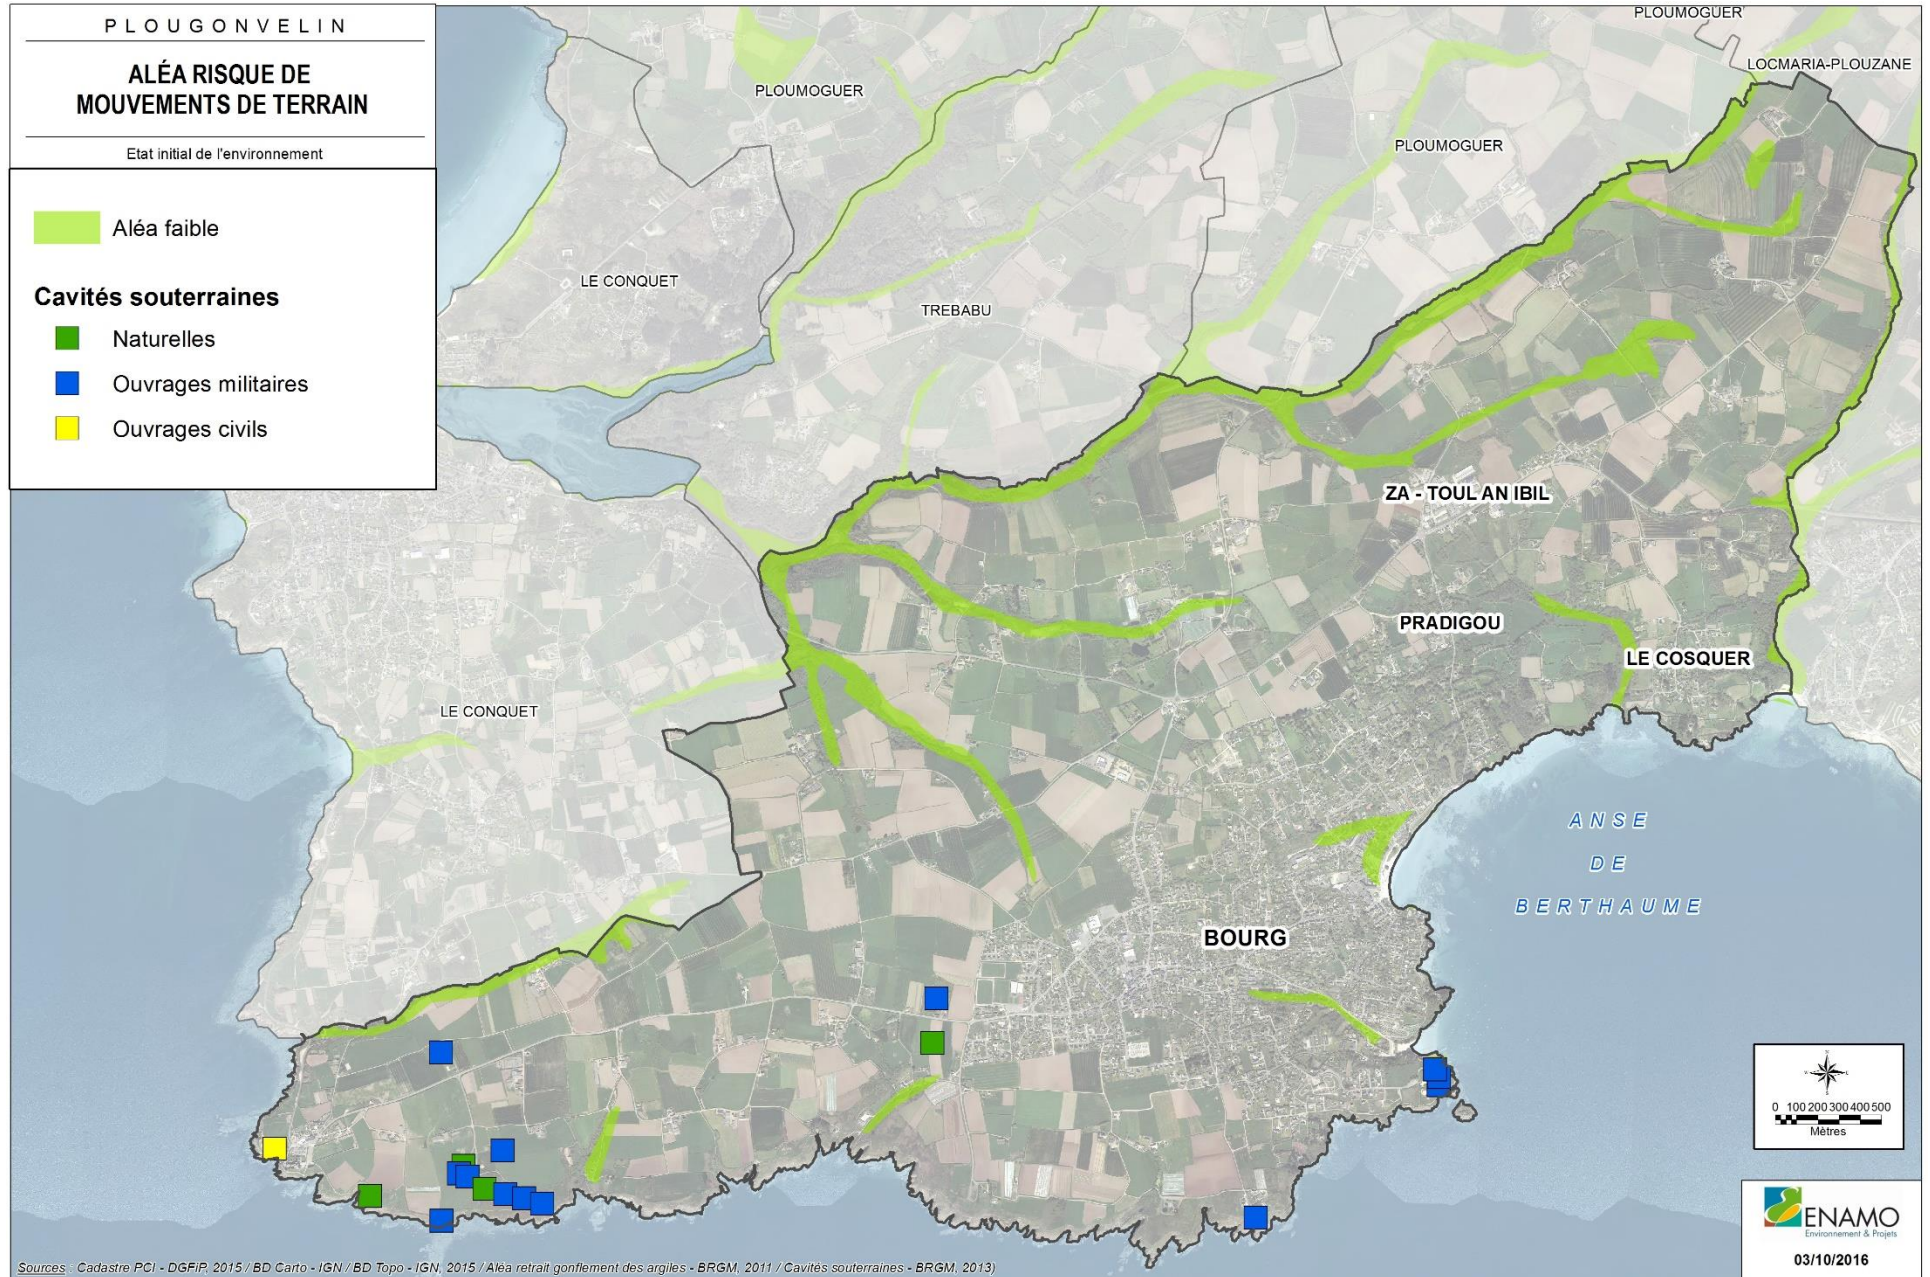 PLOUGONVELIN
ALÉA RISQUE DE
MOUVEMENTS DE TERRAIN
Etat initial de l'environnement
Aléa faible
Cavités souterraines
Naturelles
Ouvrages militaires
Ouvrages civils
PLOUMOGUER
LOCMARIA-PLOUZANE
PLOUMOGUER
PLOUMOGUER
LE CONQUET
TREBABU
ZA - TOUL AN IBIL
PRADIGOU
LE COSQUER
LE CONQUET
ANSE
DE
BERTHAUME
BOURG
0 100 200 300 400 500
Mètres
ENAMO
Environnement & Projets
03/10/2016
Sources : Cadastre PCI - DGFiP, 2015 / BD Carto - IGN / BD Topo - IGN, 2015 / Aléa retrait gonflement des argiles - BRGM, 2011 / Cavités souterraines - BRGM, 2013)